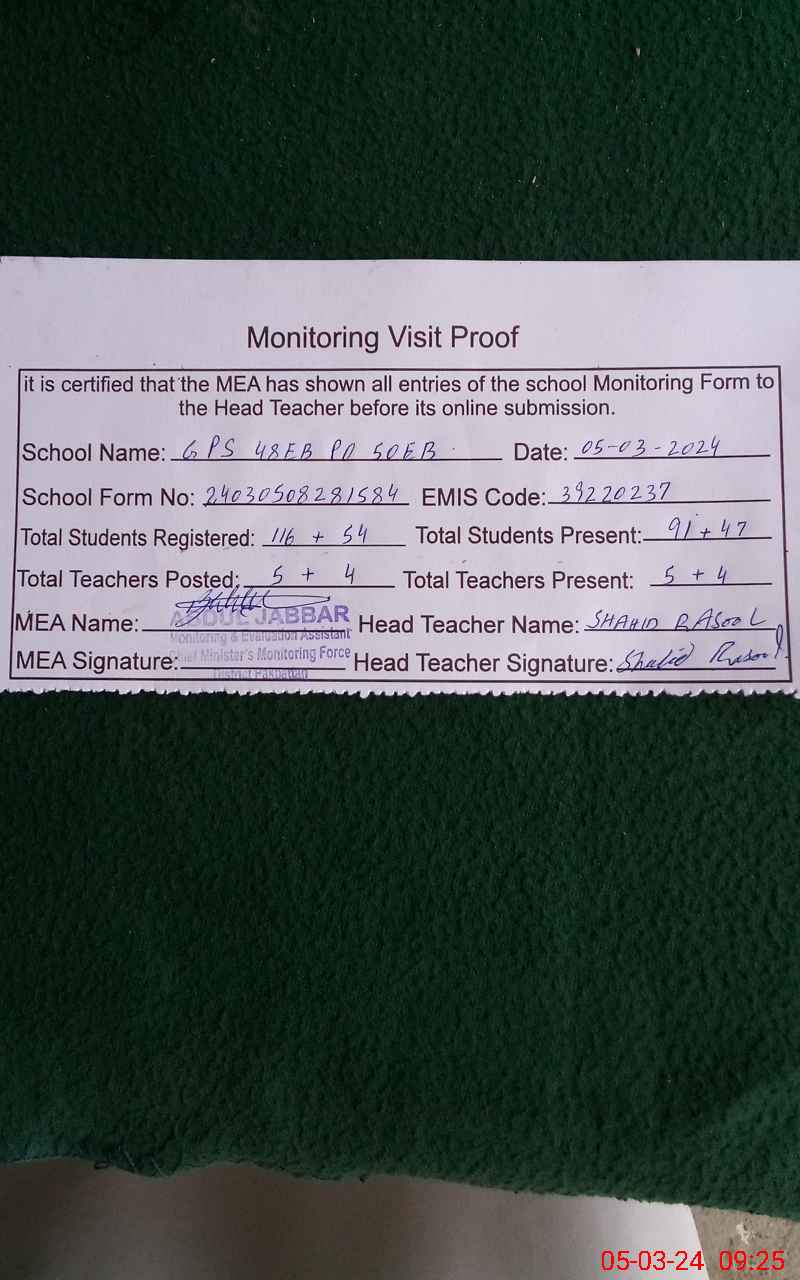 Monitoring Visit Proof
it is certified that the MEA has shown all entries of the school Monitoring Form to
the Head Teacher before its online submission.
School Name: GPS 48EB PO 50EB Date: 05-03-2024
School Form No: 24030508281584 EMIS Code: 39220237
Total Students Registered: 116 + 54 Total Students Present: 91 + 47
Total Teachers Posted: 5 + 4 Total Teachers Present: 5 + 4
MEA Name: ABDUL JABBAR Head Teacher Name: SHAHID RASOOL
Monitoring & Evaluation Assistant
MEA Signature: Chief Minister's Monitoring Force Head Teacher Signature: Shahid Rasool
District Pakpattan
05-03-24 09:25